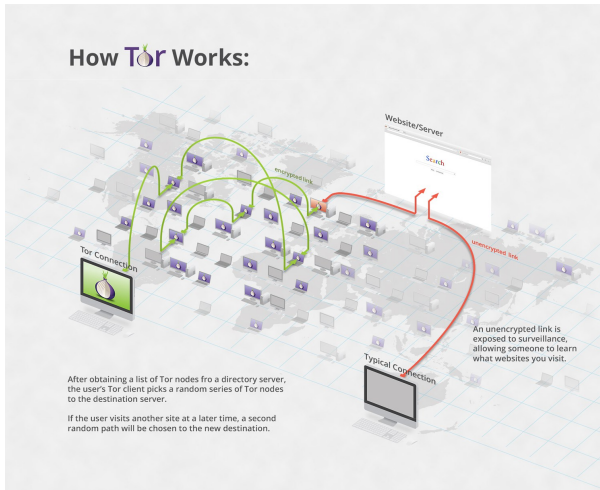 How Tor Works:
Website/Server
Search
encrypted link
unencrypted link
Tor Connection
An unencrypted link is
exposed to surveillance,
allowing someone to learn
what websites you visit.
Typical Connection
After obtaining a list of Tor nodes fro a directory server,
the user's Tor client picks a random series of Tor nodes
to the destination server.
If the user visits another site at a later time, a second
random path will be chosen to the new destination.